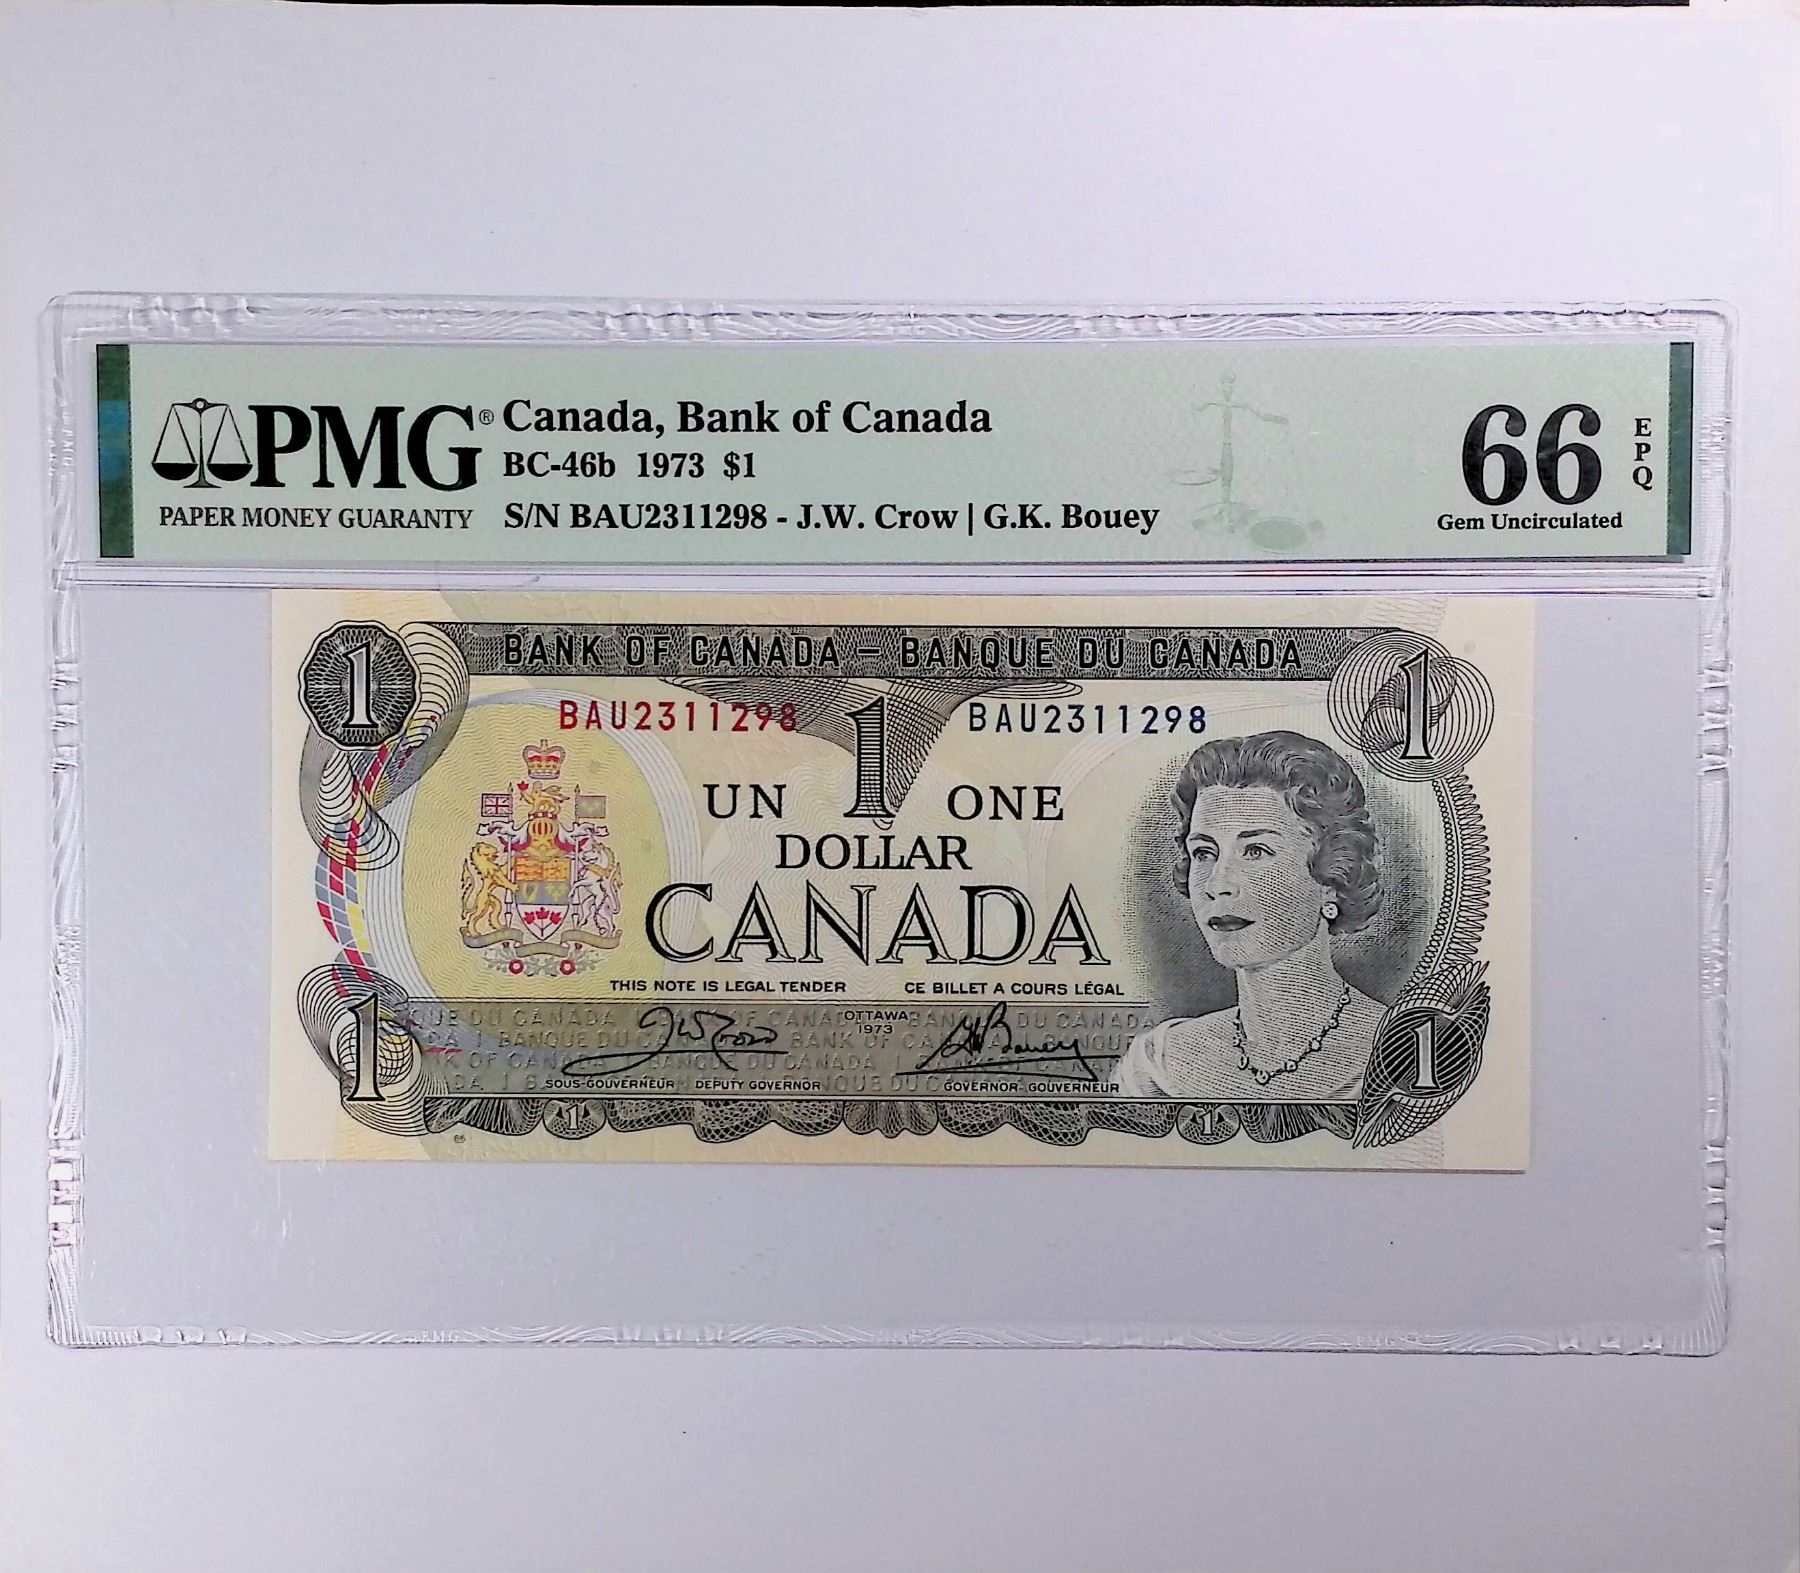 PMG®
PAPER MONEY GUARANTY
Canada, Bank of Canada
BC-46b 1973 $1
S/N BAU2311298 - J.W. Crow | G.K. Bouey
66 EPQ
Gem Uncirculated
BANK OF CANADA – BANQUE DU CANADA
1 1
BAU2311298 BAU2311298
UN 1 ONE
DOLLAR
CANADA
THIS NOTE IS LEGAL TENDER CE BILLET A COURS LÉGAL
OTTAWA
1973
SOUS-GOUVERNEUR DEPUTY GOVERNOR GOVERNOR-GOUVERNEUR
1 1
1 1